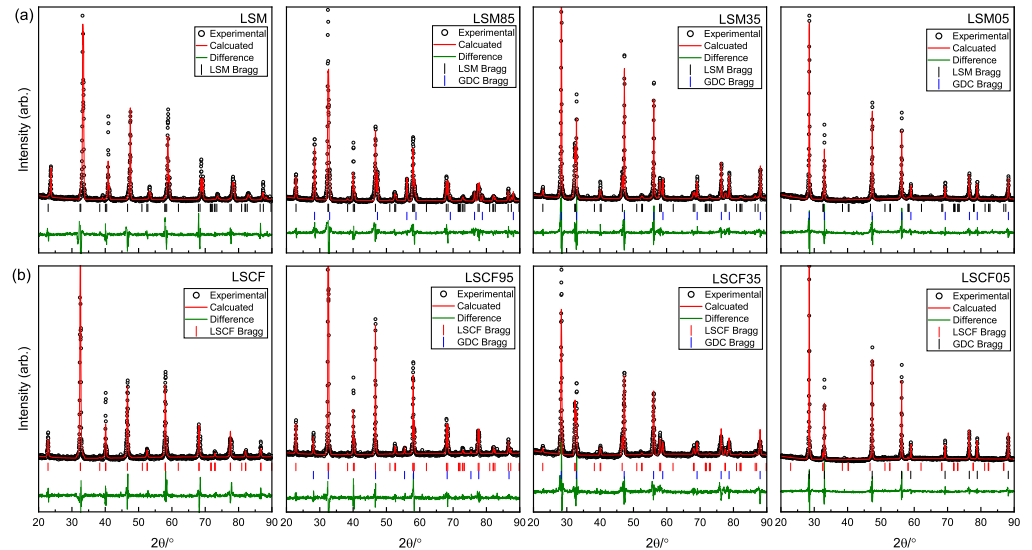 (a)
LSM
Experimental
Calcuated
Difference
LSM Bragg
LSM85
Experimental
Calcuated
Difference
LSM Bragg
GDC Bragg
LSM35
Experimental
Calcuated
Difference
LSM Bragg
GDC Bragg
LSM05
Experimental
Calcuated
Difference
LSM Bragg
GDC Bragg
Intensity (arb.)
(b)
LSCF
Experimental
Calcuated
Difference
LSCF Bragg
LSCF95
Experimental
Calcuated
Difference
LSCF Bragg
GDC Bragg
LSCF35
Experimental
Calcuated
Difference
LSCF Bragg
GDC Bragg
LSCF05
Experimental
Calcuated
Difference
LSCF Bragg
GDC Bragg
Intensity (arb.)
20 30 40 50 60 70 80 90
20 30 40 50 60 70 80 90
20 30 40 50 60 70 80 90
20 30 40 50 60 70 80 90
2θ/°
2θ/°
2θ/°
2θ/°